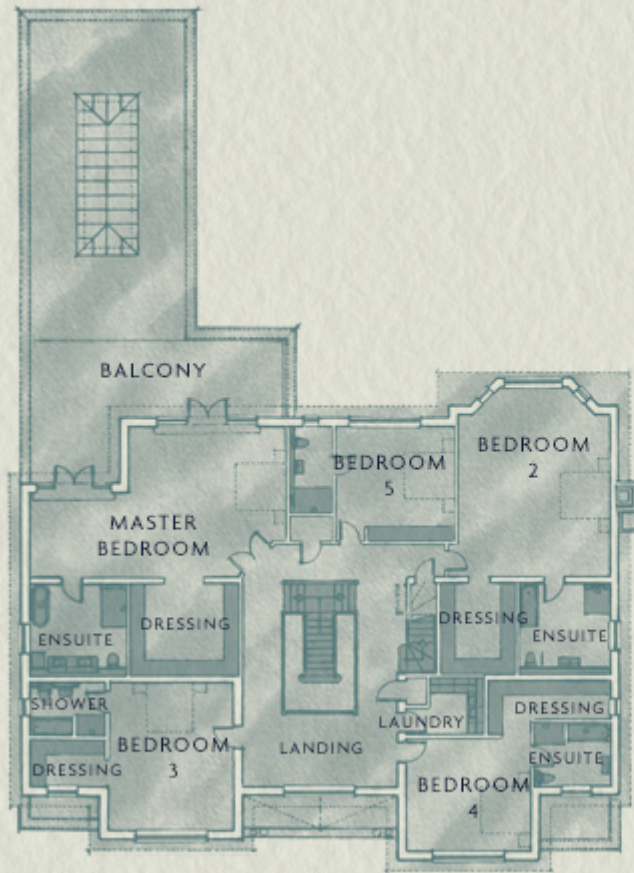 BALCONY
BEDROOM
2
BEDROOM
5
MASTER
BEDROOM
ENSUITE
DRESSING
DRESSING
ENSUITE
SHOWER
DRESSING
LAUNDRY
BEDROOM
3
LANDING
ENSUITE
DRESSING
BEDROOM
4